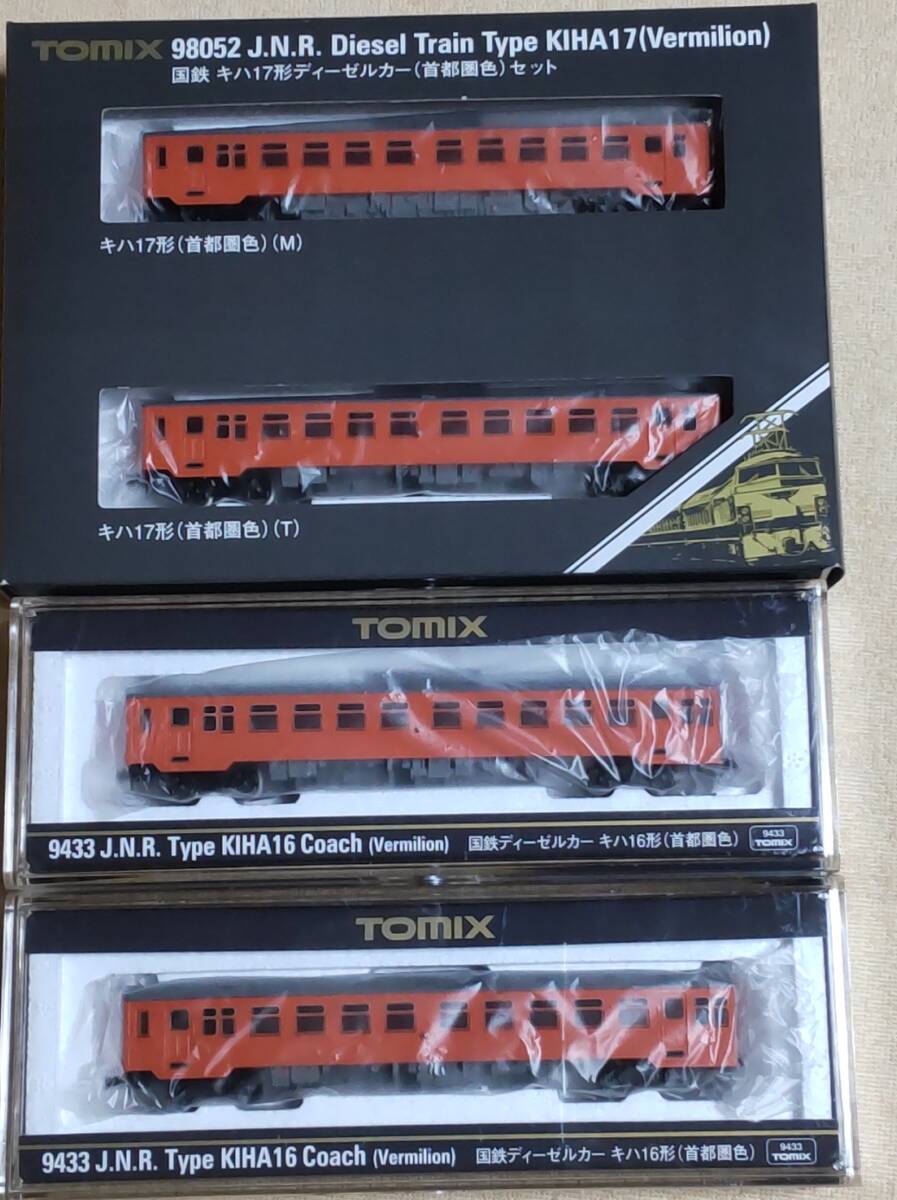 TOMIX 98052 J.N.R. Diesel Train Type KIHA17(Vermilion)
国鉄 キハ17形ディーゼルカー(首都圏色)セット
キハ17形(首都圏色)(M)
キハ17形(首都圏色)(T)
TOMIX
9433 J.N.R. Type KIHA16 Coach (Vermilion) 国鉄ディーゼルカー キハ16形(首都圏色) 9433 TOMIX
TOMIX
9433 J.N.R. Type KIHA16 Coach (Vermilion) 国鉄ディーゼルカー キハ16形(首都圏色) 9433 TOMIX